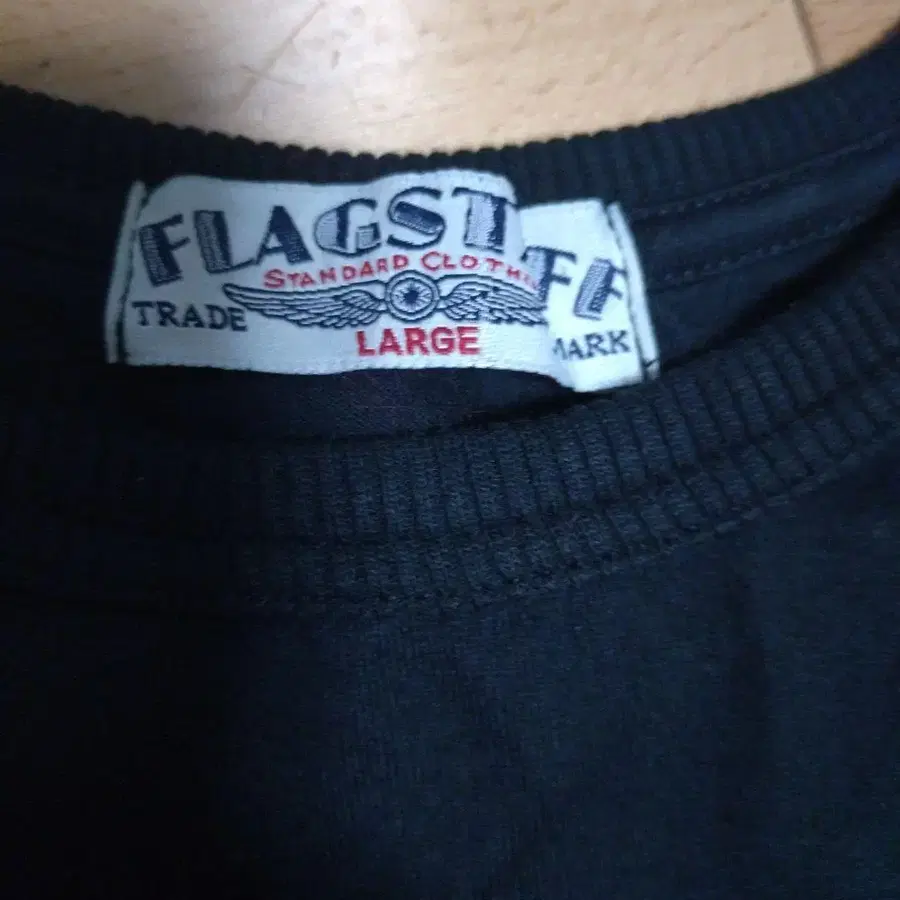 FLAGST FF
STANDARD CLOTHI
TRADE MARK
LARGE